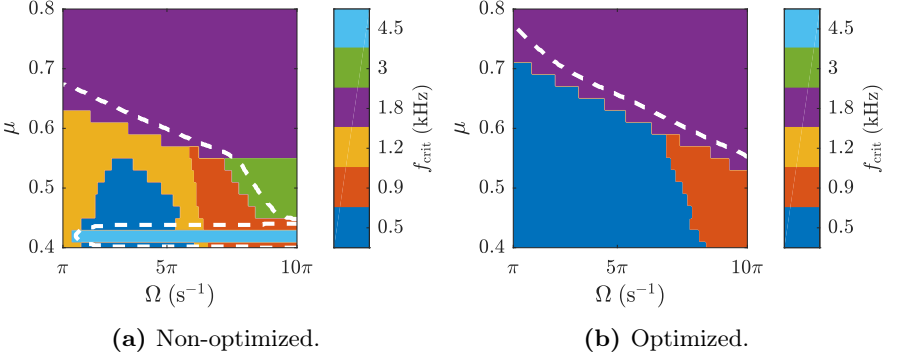 0.8
0.7
0.6
0.5
0.4
μ
π
5π
10π
Ω (s⁻¹)
4.5
3
1.8
1.2
0.9
0.5
f_crit (kHz)
(a) Non-optimized.
0.8
0.7
0.6
0.5
0.4
μ
π
5π
10π
Ω (s⁻¹)
4.5
3
1.8
1.2
0.9
0.5
f_crit (kHz)
(b) Optimized.